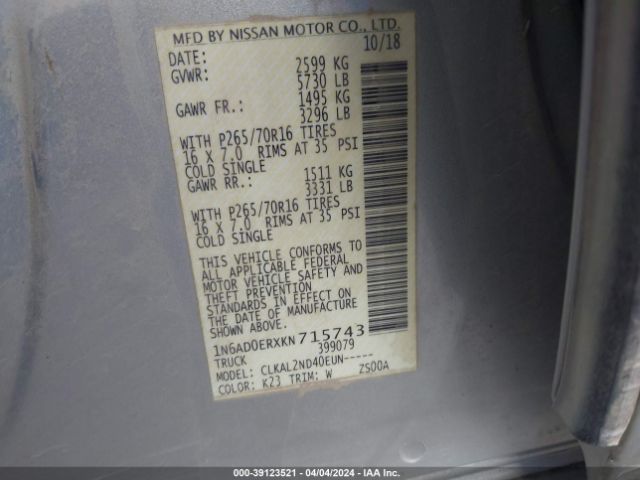 MFD BY NISSAN MOTOR CO., LTD.
DATE: 10/18
GVWR: 2599 KG
5730 LB
GAWR FR.: 1495 KG
3296 LB
WITH P265/70R16 TIRES
16 X 7.0 RIMS AT 35 PSI
COLD SINGLE
GAWR RR.: 1511 KG
3331 LB
WITH P265/70R16 TIRES
16 X 7.0 RIMS AT 35 PSI
COLD SINGLE
THIS VEHICLE CONFORMS TO
ALL APPLICABLE FEDERAL
MOTOR VEHICLE SAFETY AND
THEFT PREVENTION
STANDARDS IN EFFECT ON
THE DATE OF MANUFACTURE
SHOWN ABOVE.
1N6AD0ERXKN715743
TRUCK 399079
MODEL: CLKAL2ND40EUN-----
COLOR: K23 TRIM: W ZS00A
000-39123521 - 04/04/2024 - IAA Inc.